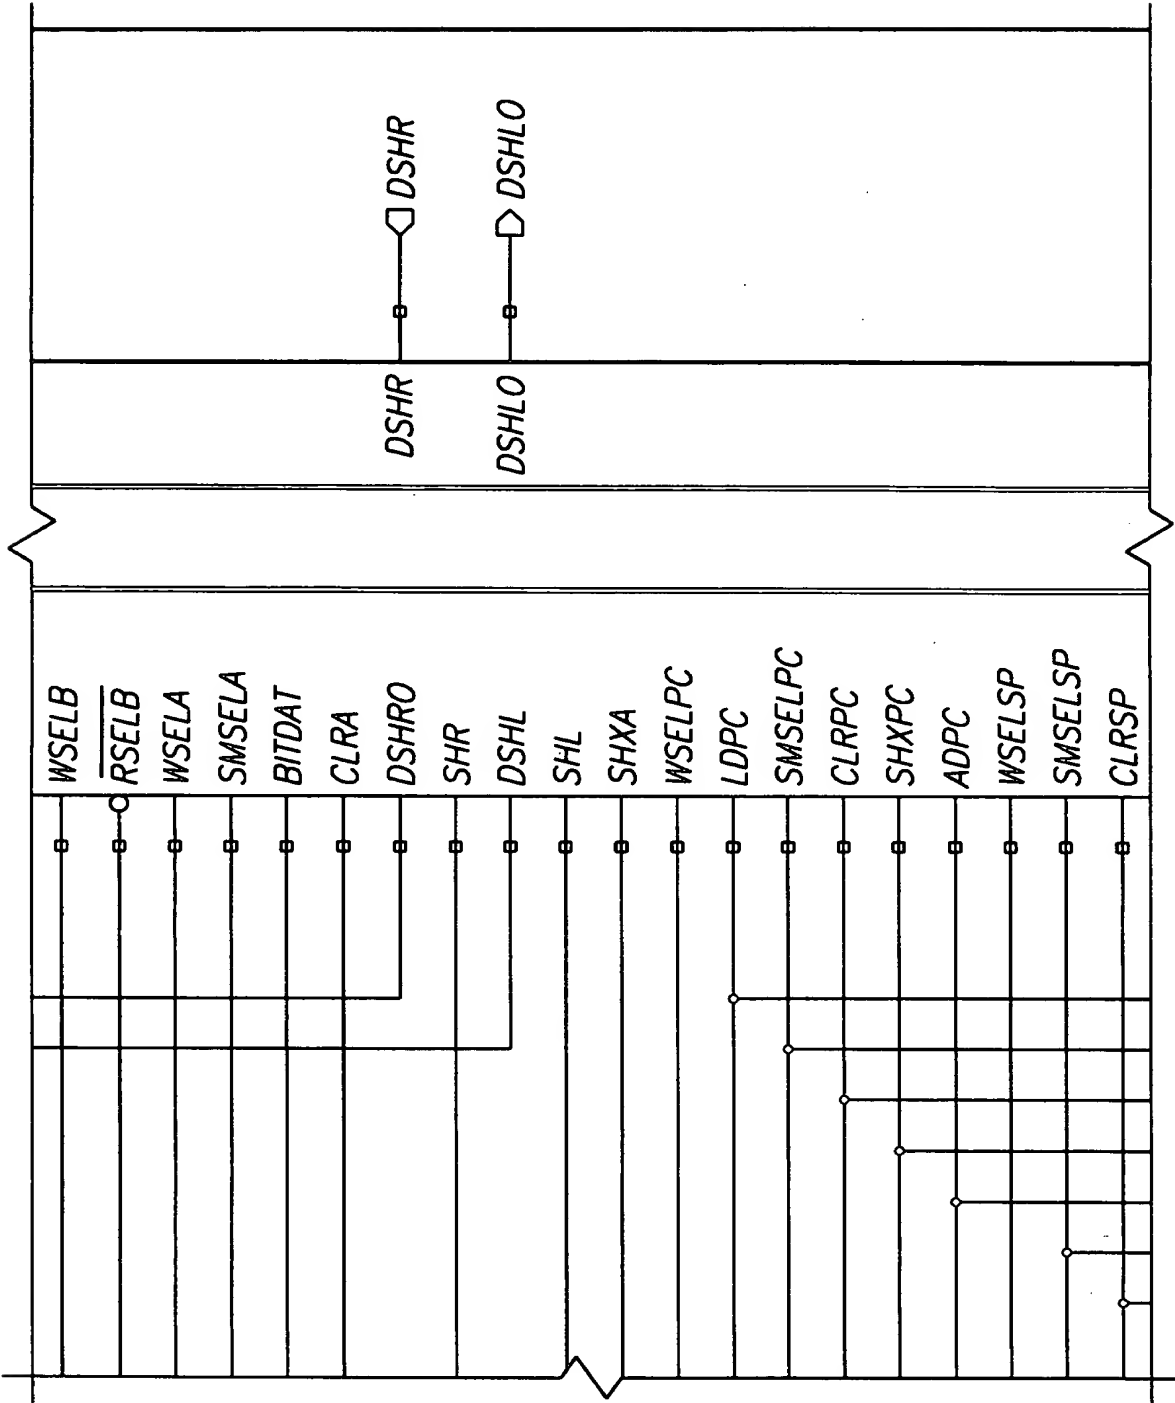 WSELB
RSELB
WSELA
SMSELA
BITDAT
CLRA
DSHRO
SHR
DSHL
SHL
SHXA
WSELPC
LDPC
SMSELPC
CLRPC
SHXPC
ADPC
WSELSP
SMSELSP
CLRSP
DSHR
DSHLO
DSHR
DSHLO